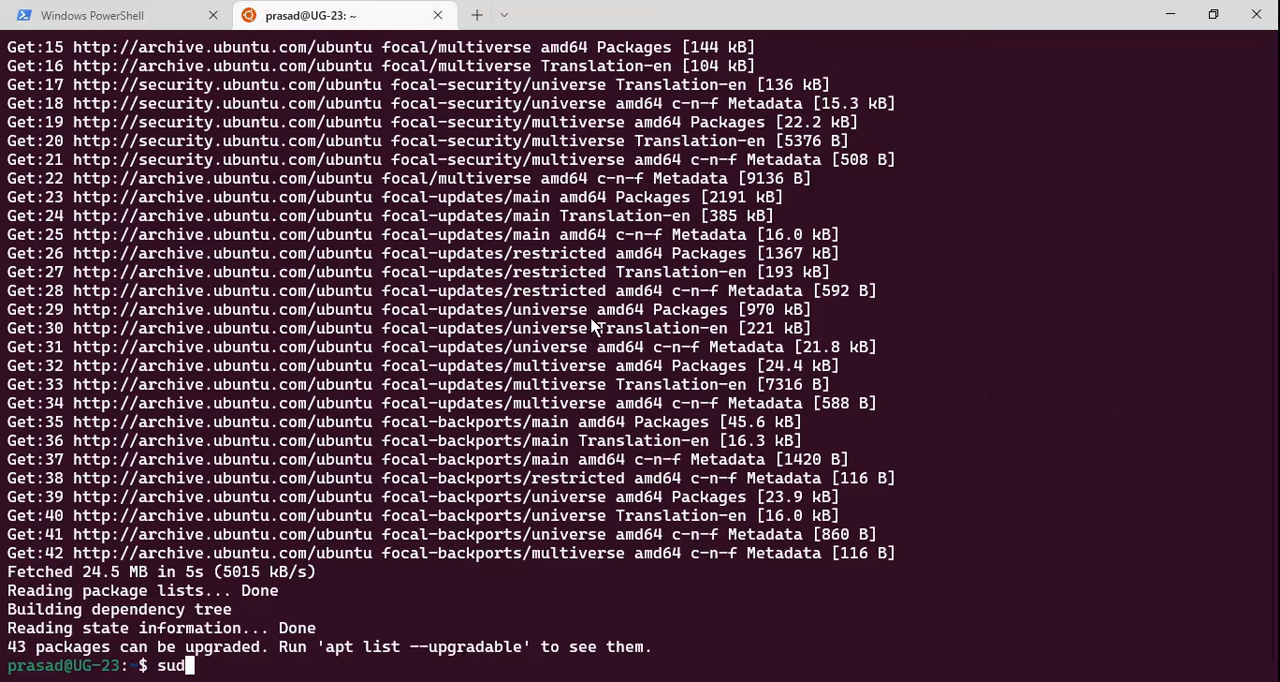 Windows PowerShell
prasad@UG-23: ~
Get:15 http://archive.ubuntu.com/ubuntu focal/multiverse amd64 Packages [144 kB]
Get:16 http://archive.ubuntu.com/ubuntu focal/multiverse Translation-en [104 kB]
Get:17 http://security.ubuntu.com/ubuntu focal-security/universe Translation-en [136 kB]
Get:18 http://security.ubuntu.com/ubuntu focal-security/universe amd64 c-n-f Metadata [15.3 kB]
Get:19 http://security.ubuntu.com/ubuntu focal-security/multiverse amd64 Packages [22.2 kB]
Get:20 http://security.ubuntu.com/ubuntu focal-security/multiverse Translation-en [5376 B]
Get:21 http://security.ubuntu.com/ubuntu focal-security/multiverse amd64 c-n-f Metadata [508 B]
Get:22 http://archive.ubuntu.com/ubuntu focal/multiverse amd64 c-n-f Metadata [9136 B]
Get:23 http://archive.ubuntu.com/ubuntu focal-updates/main amd64 Packages [2191 kB]
Get:24 http://archive.ubuntu.com/ubuntu focal-updates/main Translation-en [385 kB]
Get:25 http://archive.ubuntu.com/ubuntu focal-updates/main amd64 c-n-f Metadata [16.0 kB]
Get:26 http://archive.ubuntu.com/ubuntu focal-updates/restricted amd64 Packages [1367 kB]
Get:27 http://archive.ubuntu.com/ubuntu focal-updates/restricted Translation-en [193 kB]
Get:28 http://archive.ubuntu.com/ubuntu focal-updates/restricted amd64 c-n-f Metadata [592 B]
Get:29 http://archive.ubuntu.com/ubuntu focal-updates/universe amd64 Packages [970 kB]
Get:30 http://archive.ubuntu.com/ubuntu focal-updates/universe Translation-en [221 kB]
Get:31 http://archive.ubuntu.com/ubuntu focal-updates/universe amd64 c-n-f Metadata [21.8 kB]
Get:32 http://archive.ubuntu.com/ubuntu focal-updates/multiverse amd64 Packages [24.4 kB]
Get:33 http://archive.ubuntu.com/ubuntu focal-updates/multiverse Translation-en [7316 B]
Get:34 http://archive.ubuntu.com/ubuntu focal-updates/multiverse amd64 c-n-f Metadata [588 B]
Get:35 http://archive.ubuntu.com/ubuntu focal-backports/main amd64 Packages [45.6 kB]
Get:36 http://archive.ubuntu.com/ubuntu focal-backports/main Translation-en [16.3 kB]
Get:37 http://archive.ubuntu.com/ubuntu focal-backports/main amd64 c-n-f Metadata [1420 B]
Get:38 http://archive.ubuntu.com/ubuntu focal-backports/restricted amd64 c-n-f Metadata [116 B]
Get:39 http://archive.ubuntu.com/ubuntu focal-backports/universe amd64 Packages [23.9 kB]
Get:40 http://archive.ubuntu.com/ubuntu focal-backports/universe Translation-en [16.0 kB]
Get:41 http://archive.ubuntu.com/ubuntu focal-backports/universe amd64 c-n-f Metadata [860 B]
Get:42 http://archive.ubuntu.com/ubuntu focal-backports/multiverse amd64 c-n-f Metadata [116 B]
Fetched 24.5 MB in 5s (5015 kB/s)
Reading package lists... Done
Building dependency tree
Reading state information... Done
43 packages can be upgraded. Run 'apt list --upgradable' to see them.
prasad@UG-23:~$ sud